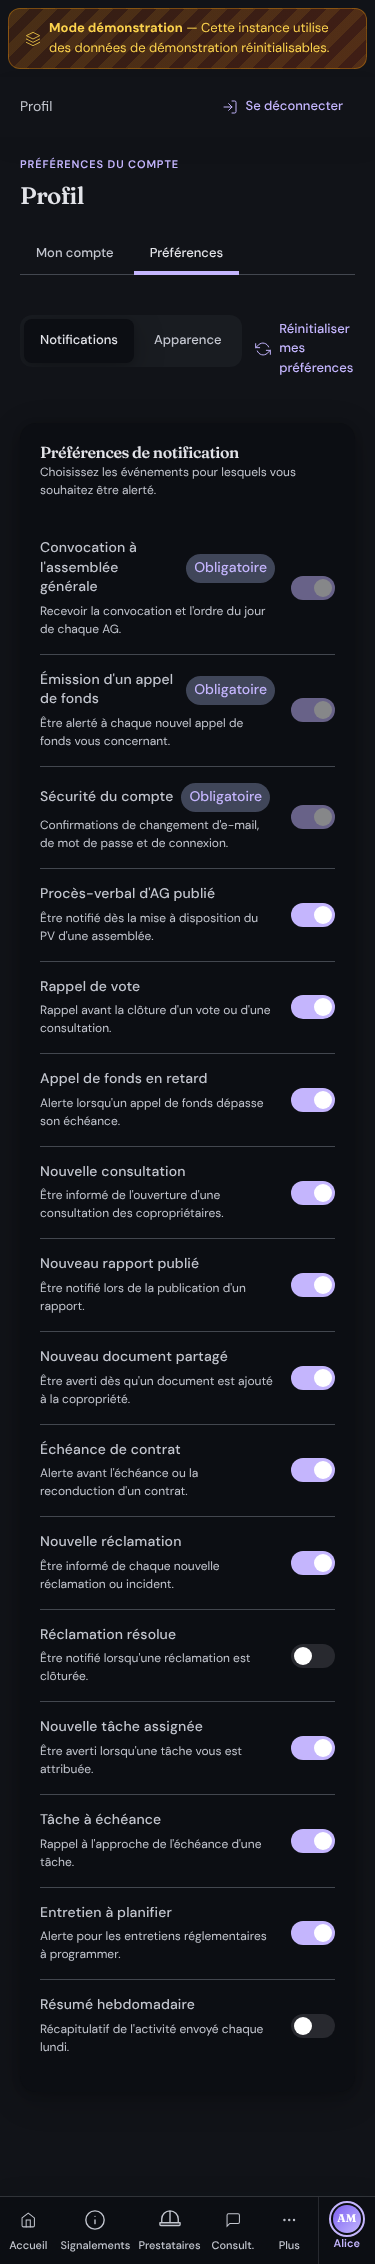 Mode démonstration — Cette instance utilise
des données de démonstration réinitialisables.
Profil
Se déconnecter
PRÉFÉRENCES DU COMPTE
Profil
Mon compte
Préférences
Notifications
Apparence
Réinitialiser
mes
préférences
Préférences de notification
Choisissez les événements pour lesquels vous
souhaitez être alerté.
Convocation à
l'assemblée
générale
Obligatoire
Recevoir la convocation et l'ordre du jour
de chaque AG.
Émission d'un appel
de fonds
Obligatoire
Être alerté à chaque nouvel appel de
fonds vous concernant.
Sécurité du compte
Obligatoire
Confirmations de changement d'e-mail,
de mot de passe et de connexion.
Procès-verbal d'AG publié
Être notifié dès la mise à disposition du
PV d'une assemblée.
Rappel de vote
Rappel avant la clôture d'un vote ou d'une
consultation.
Appel de fonds en retard
Alerte lorsqu'un appel de fonds dépasse
son échéance.
Nouvelle consultation
Être informé de l'ouverture d'une
consultation des copropriétaires.
Nouveau rapport publié
Être notifié lors de la publication d'un
rapport.
Nouveau document partagé
Être averti dès qu'un document est ajouté
à la copropriété.
Échéance de contrat
Alerte avant l'échéance ou la
reconduction d'un contrat.
Nouvelle réclamation
Être informé de chaque nouvelle
réclamation ou incident.
Réclamation résolue
Être notifié lorsqu'une réclamation est
clôturée.
Nouvelle tâche assignée
Être averti lorsqu'une tâche vous est
attribuée.
Tâche à échéance
Rappel à l'approche de l'échéance d'une
tâche.
Entretien à planifier
Alerte pour les entretiens réglementaires
à programmer.
Résumé hebdomadaire
Récapitulatif de l'activité envoyé chaque
lundi.
Accueil
Signalements
Prestataires
Consult.
Plus
AM
Alice